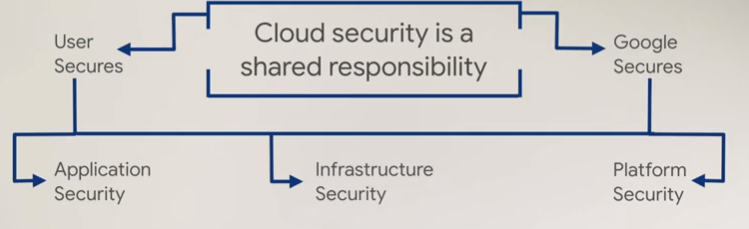 Cloud security is a
shared responsibility
User
Secures
Google
Secures
Application
Security
Infrastructure
Security
Platform
Security